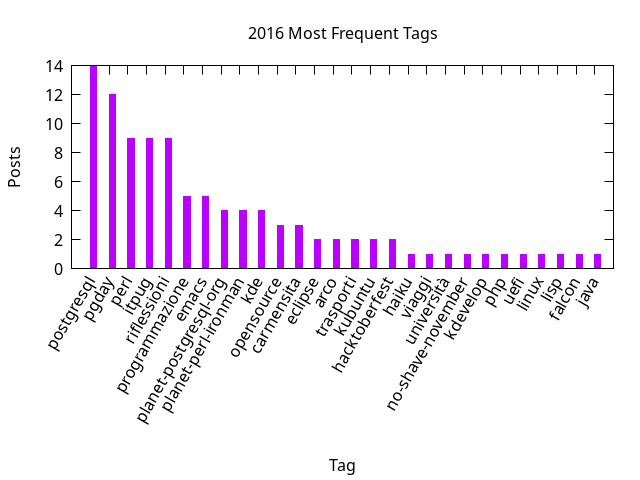 2016 Most Frequent Tags
14
12
10
8
6
4
2
0
Posts
postgresql
pgday
perl
itpug
riflessioni
programmazione
emacs
planet-postgresql-org
planet-perl-ironman
kde
opensource
carmensita
eclipse
arco
trasporti
kubuntu
hacktoberfest
haiku
viaggi
università
no-shave-november
kdevelop
php
uefi
linux
lisp
falcon
java
Tag